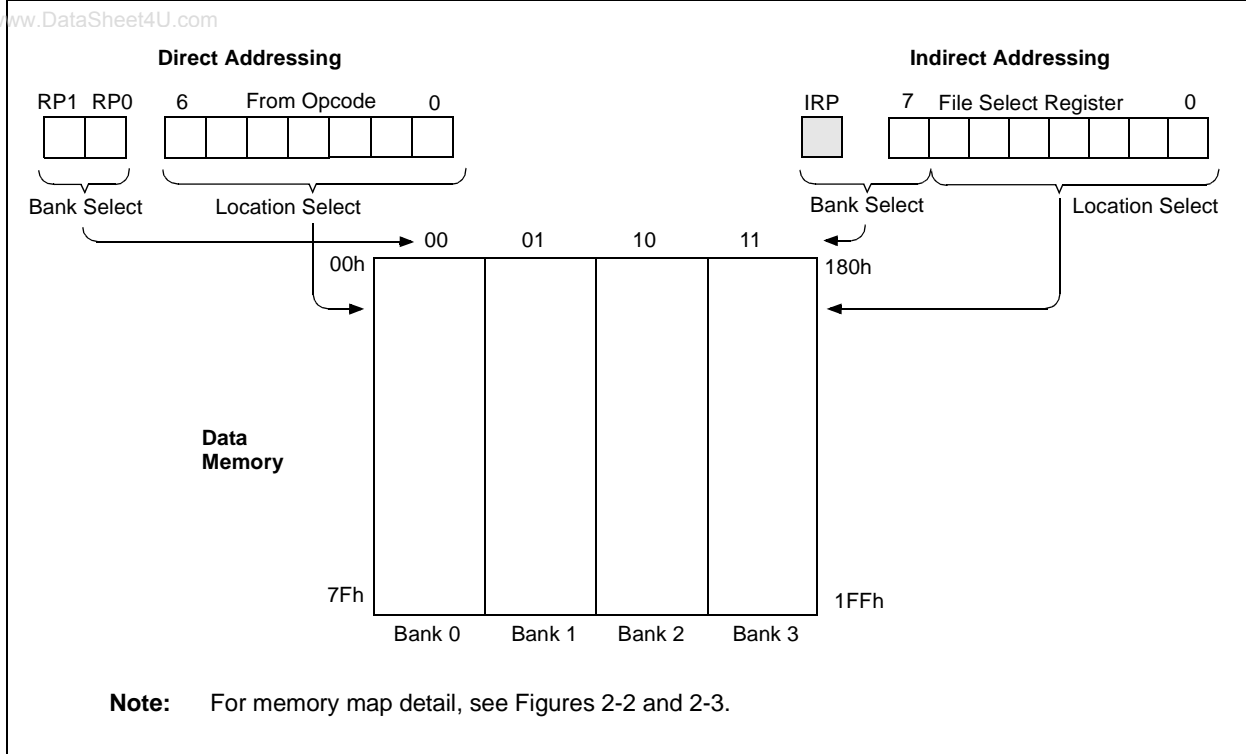 ww.DataSheet4U.com
Direct Addressing
Indirect Addressing
RP1 RP0 6 From Opcode 0
IRP 7 File Select Register 0
Bank Select Location Select
Bank Select Location Select
00 01 10 11
00h 180h
Data
Memory
7Fh 1FFh
Bank 0 Bank 1 Bank 2 Bank 3
Note: For memory map detail, see Figures 2-2 and 2-3.